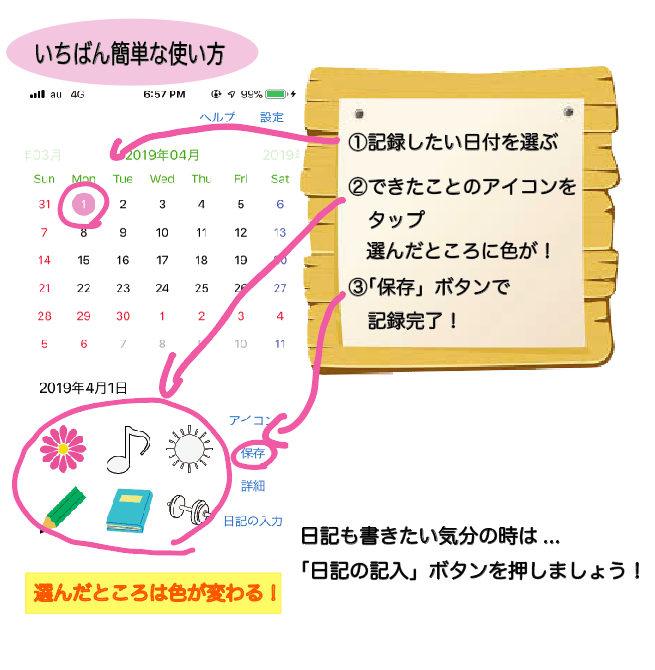 いちばん簡単な使い方
au 4G 6:57 PM 99%
ヘルプ 設定
年03月 2019年04月 2019年
Sun Mon Tue Wed Thu Fri Sat
31 1 2 3 4 5 6
7 8 9 10 11 12 13
14 15 16 17 18 19 20
21 22 23 24 25 26 27
28 29 30 1 2 3 4
5 6 7 8 9 10 11
2019年4月1日
アイコン
保存
詳細
日記の入力
選んだところは色が変わる！
①記録したい日付を選ぶ
②できたことのアイコンを
タップ
選んだところに色が！
③「保存」ボタンで
記録完了！
日記も書きたい気分の時は...
「日記の記入」ボタンを押しましょう！